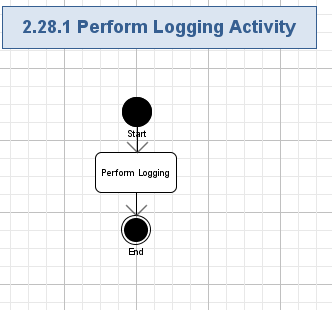 2.28.1 Perform Logging Activity
Start
Perform Logging
End